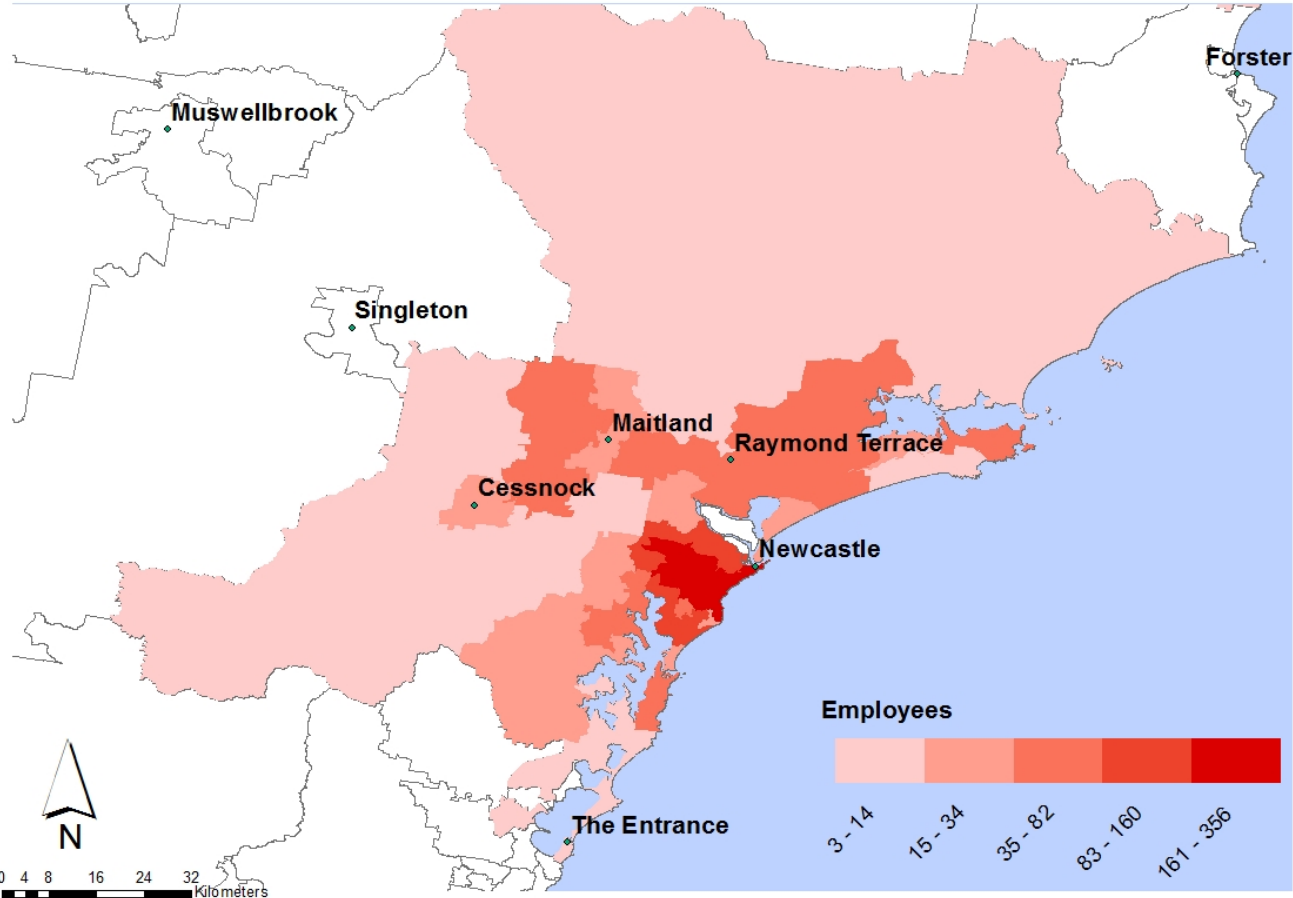 Forster
Muswellbrook
Singleton
Maitland
Raymond Terrace
Cessnock
Newcastle
Employees
3 - 14
15 - 34
35 - 82
83 - 160
161 - 356
The Entrance
N
0 4 8 16 24 32
Kilometers